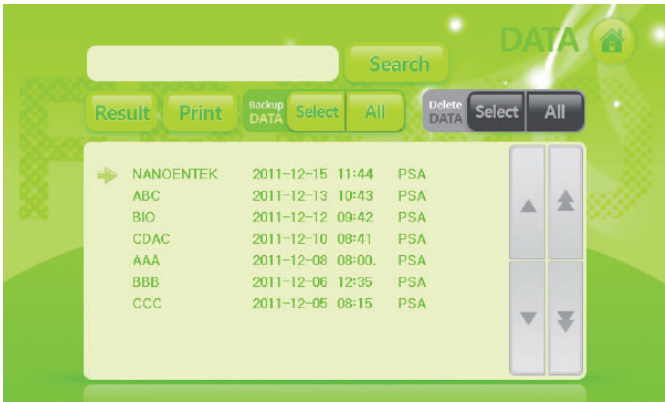 DATA
Search
Result Print Backup DATA Select All Delete DATA Select All
NANOENTEK 2011-12-15 11:44 PSA
ABC 2011-12-13 10:43 PSA
BIO 2011-12-12 09:42 PSA
CDAC 2011-12-10 08:41 PSA
AAA 2011-12-08 08:00. PSA
BBB 2011-12-06 12:35 PSA
CCC 2011-12-05 08:15 PSA